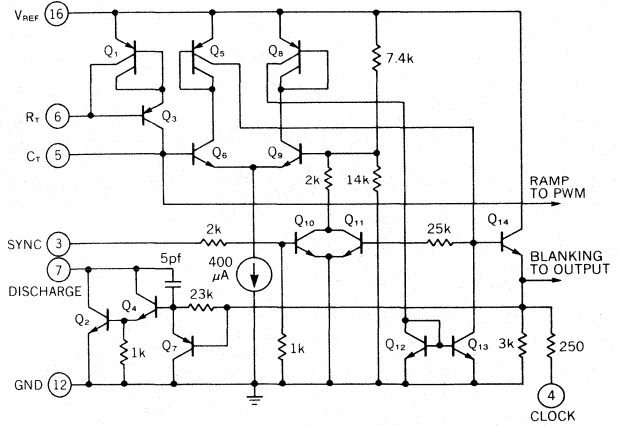 VREF 16
Q1
Q5
Q8
7.4k
RT 6
Q3
CT 5
Q6
Q9
2k
14k
RAMP
TO PWM
Q10
Q11
Q14
SYNC 3
2k
25k
7
5pf
400
µA
BLANKING
TO OUTPUT
DISCHARGE
Q4
23k
Q2
Q7
1k
1k
Q12
Q13
3k
250
GND 12
4
CLOCK